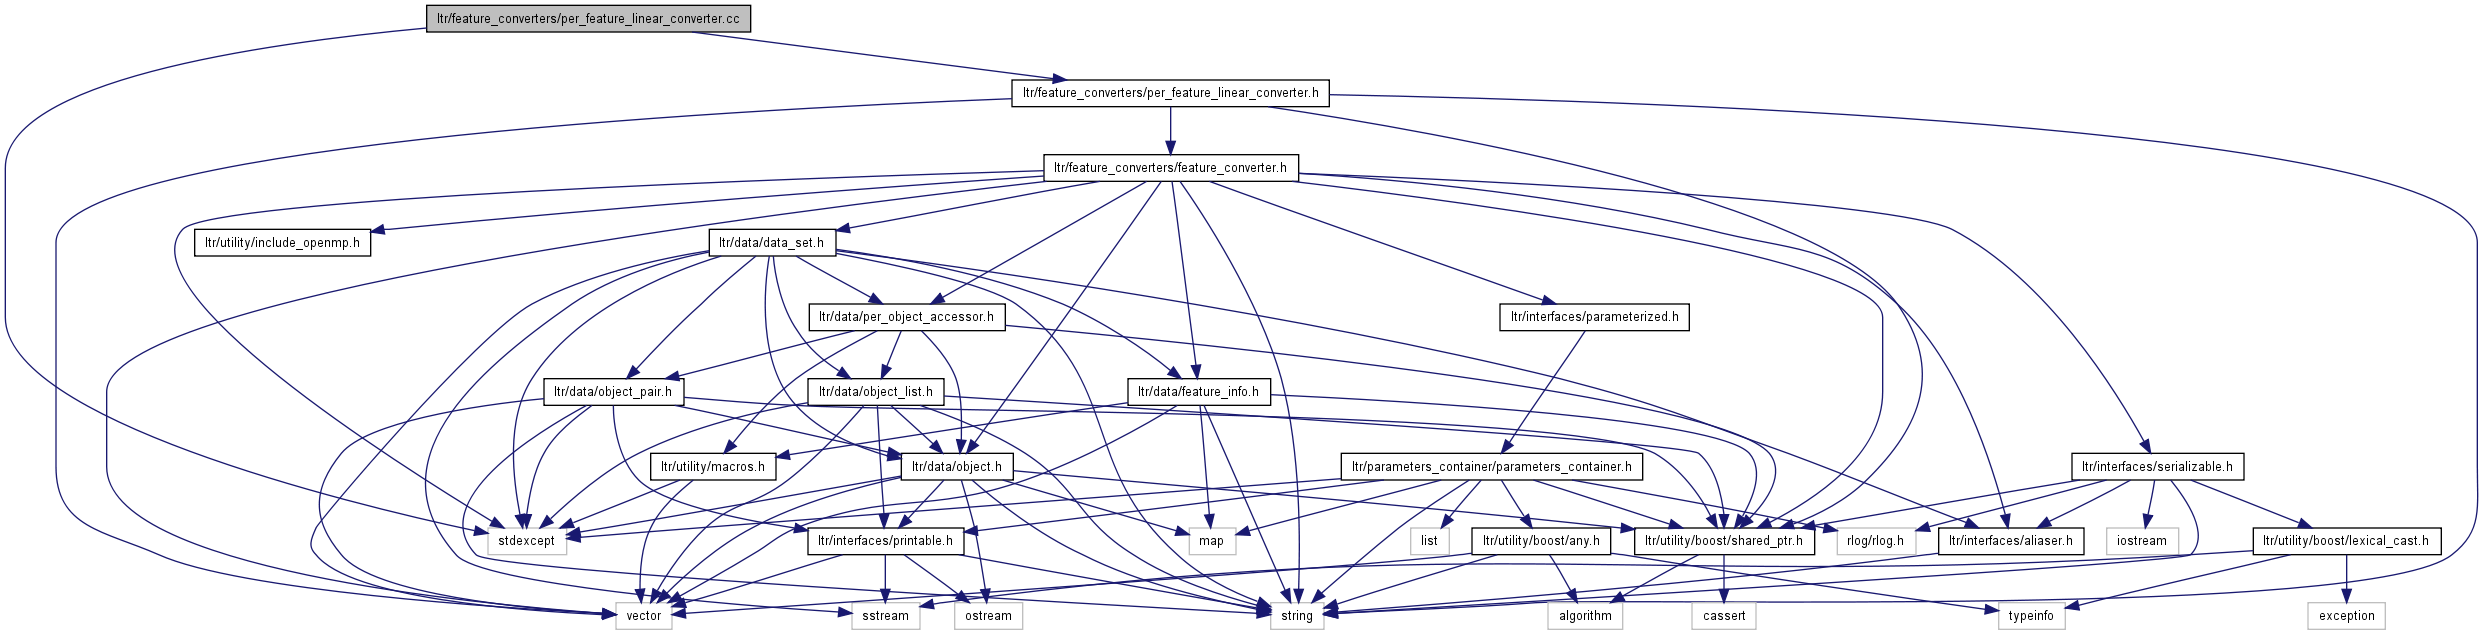 ltr/feature_converters/per_feature_linear_converter.cc
ltr/feature_converters/per_feature_linear_converter.h
ltr/feature_converters/feature_converter.h
ltr/utility/include_openmp.h
ltr/data/data_set.h
ltr/data/per_object_accessor.h
ltr/interfaces/parameterized.h
ltr/data/object_pair.h
ltr/data/object_list.h
ltr/data/feature_info.h
ltr/utility/macros.h
ltr/data/object.h
ltr/parameters_container/parameters_container.h
ltr/interfaces/serializable.h
stdexcept
ltr/interfaces/printable.h
map
list
ltr/utility/boost/any.h
ltr/utility/boost/shared_ptr.h
rlog/rlog.h
ltr/interfaces/aliaser.h
iostream
ltr/utility/boost/lexical_cast.h
vector
sstream
ostream
string
algorithm
cassert
typeinfo
exception